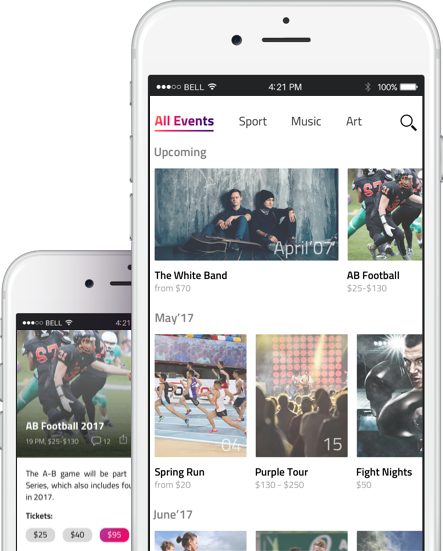 BELL 4:21 PM 100%
All Events Sport Music Art
Upcoming
April'07
The White Band AB Football
from $70 $25-$130
May'17
04 15
Spring Run Purple Tour Fight Nights
from $20 $130 - $250 $50
June'17
BELL 4:21
AB Football 2017
19 PM, $25-$130 12
The A-B game will be part
Series, which also includes
in 2017.
Tickets:
$25 $40 $95